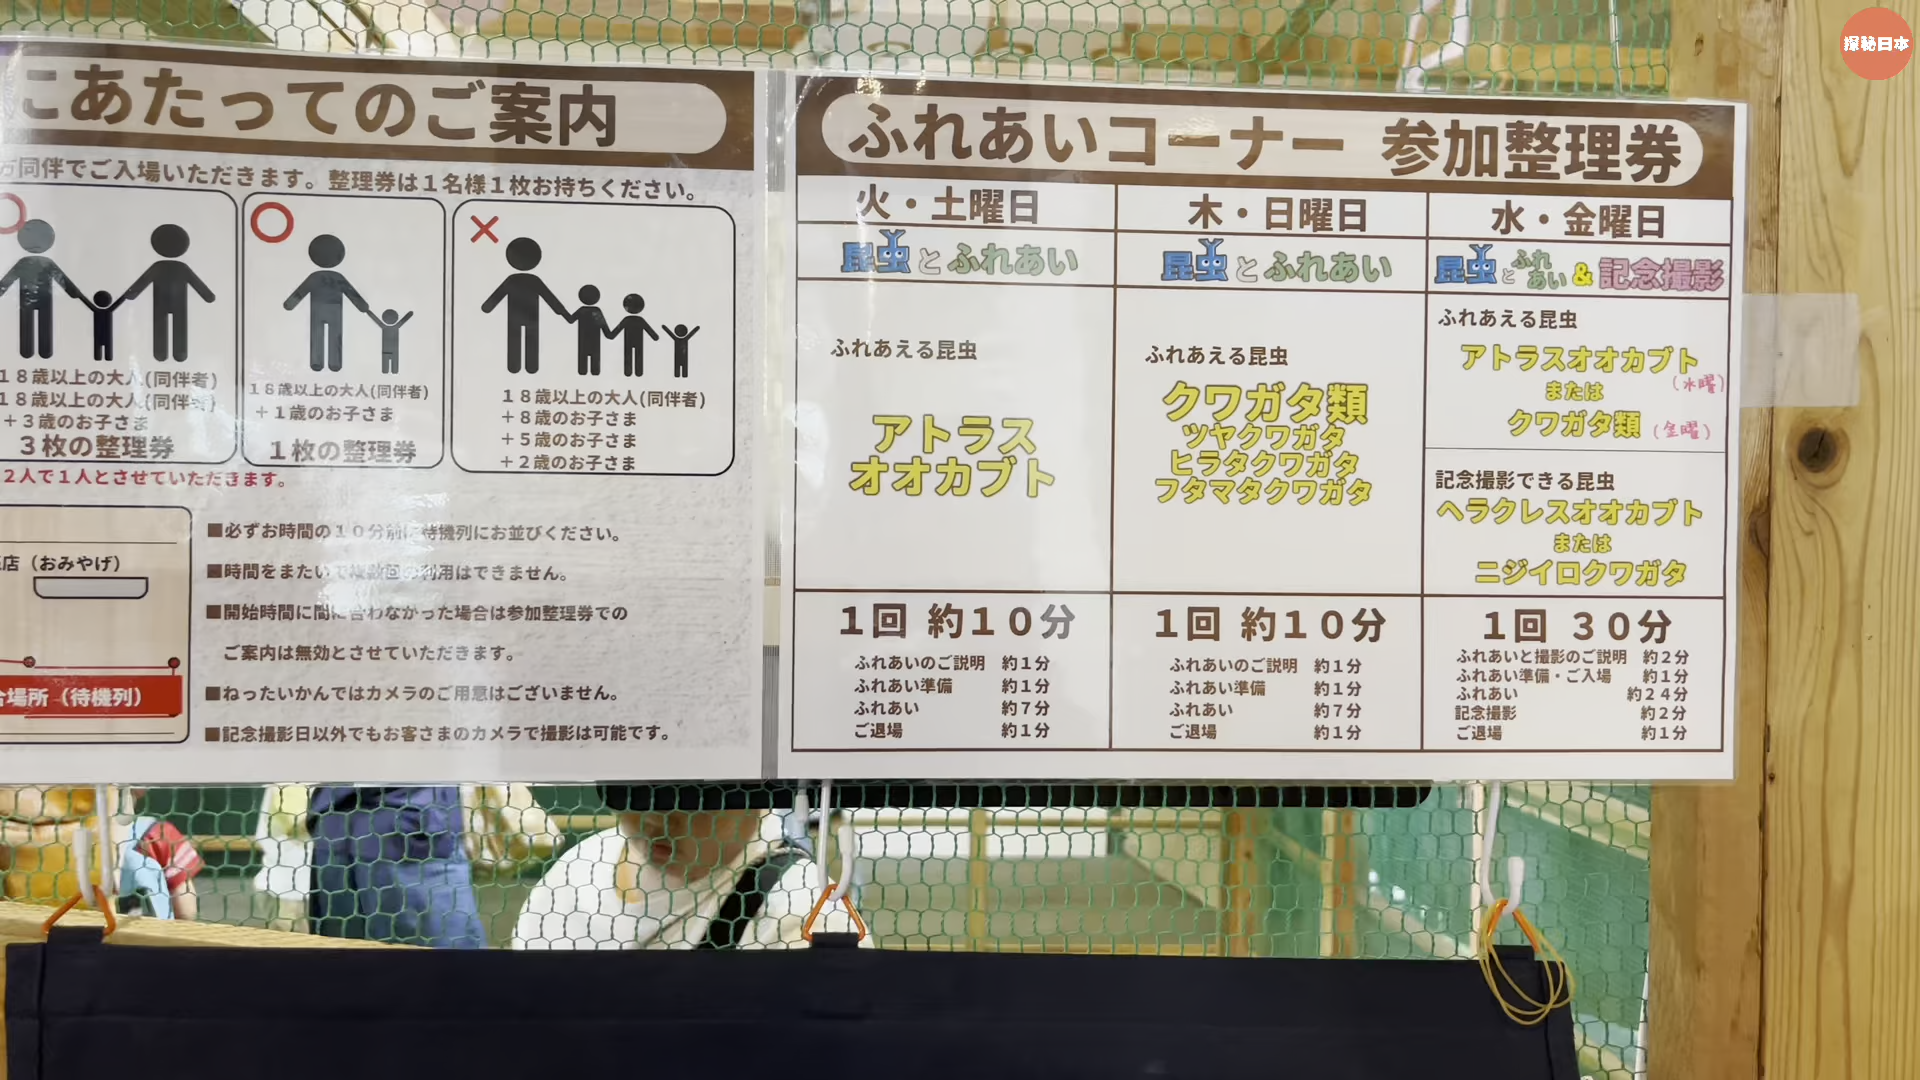 にあたってのご案内
同伴でご入場いただきます。整理券は1名様1枚お持ちください。
18歳以上の大人(同伴者)
18歳以上の大人(同伴者)
+3歳のお子さま
3枚の整理券
18歳以上の大人(同伴者)
+1歳のお子さま
1枚の整理券
18歳以上の大人(同伴者)
+8歳のお子さま
+5歳のお子さま
+2歳のお子さま
2人で1人とさせていただきます。
店(おみやげ)
場所(待機列)
■必ずお時間の10分前に待機列にお並びください。
■時間をまたいで複数回の利用はできません。
■開始時間に間に合わなかった場合は参加整理券での
ご案内は無効とさせていただきます。
■ねったいかんではカメラのご用意はございません。
■記念撮影日以外でもお客さまのカメラで撮影は可能です。
ふれあいコーナー 参加整理券
火・土曜日
昆虫とふれあい
ふれあえる昆虫
アトラス
オオカブト
1回 約10分
ふれあいのご説明 約1分
ふれあい準備 約1分
ふれあい 約7分
ご退場 約1分
木・日曜日
昆虫とふれあい
ふれあえる昆虫
クワガタ類
ツヤクワガタ
ヒラタクワガタ
フタマタクワガタ
1回 約10分
ふれあいのご説明 約1分
ふれあい準備 約1分
ふれあい 約7分
ご退場 約1分
水・金曜日
昆虫とふれあい&記念撮影
ふれあえる昆虫
アトラスオオカブト
(水曜)
または
クワガタ類 (金曜)
記念撮影できる昆虫
ヘラクレスオオカブト
または
ニジイロクワガタ
1回 30分
ふれあいと撮影のご説明 約2分
ふれあい準備・ご入場 約1分
ふれあい 約24分
記念撮影 約2分
ご退場 約1分
探秘日本